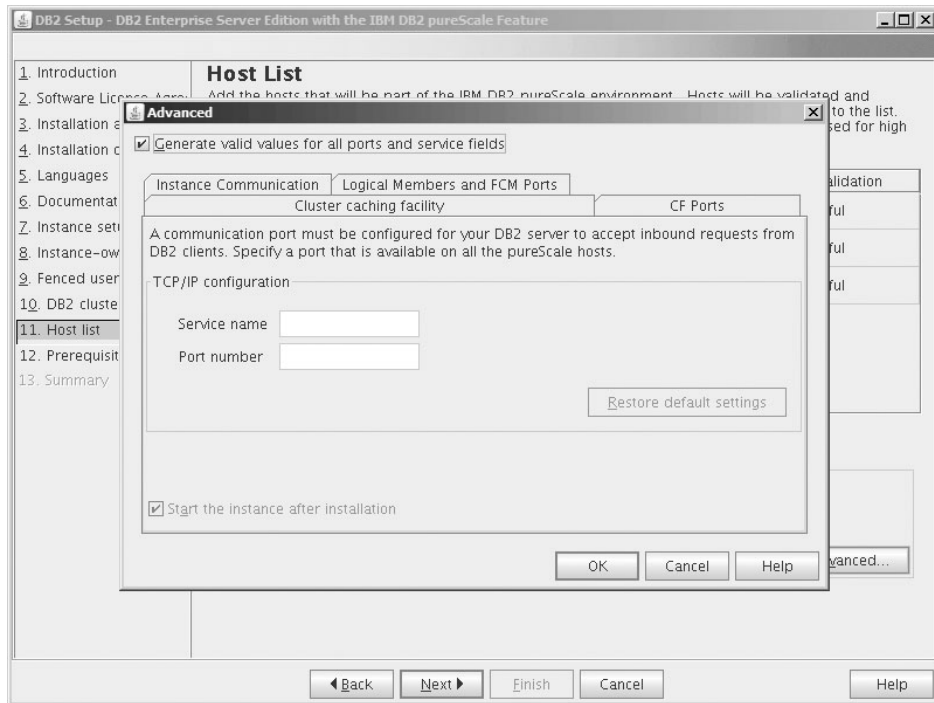 DB2 Setup - DB2 Enterprise Server Edition with the IBM DB2 pureScale Feature
1. Introduction
2. Software Licence Agre
3. Installation a
4. Installation c
5. Languages
6. Documentat
7. Instance set
8. Instance-ow
9. Fenced user
10. DB2 cluste
11. Host list
12. Prerequisit
13. Summary
Host List
Add the hosts that will be part of the IBM DB2 pureScale environment. Hosts will be validated and
to the list.
sed for high
alidation
ful
ful
ful
vanced...
Advanced
Generate valid values for all ports and service fields
Instance Communication
Logical Members and FCM Ports
Cluster caching facility
CF Ports
A communication port must be configured for your DB2 server to accept inbound requests from
DB2 clients. Specify a port that is available on all the pureScale hosts.
TCP/IP configuration
Service name
Port number
Restore default settings
Start the instance after installation
OK
Cancel
Help
Back
Next
Finish
Cancel
Help